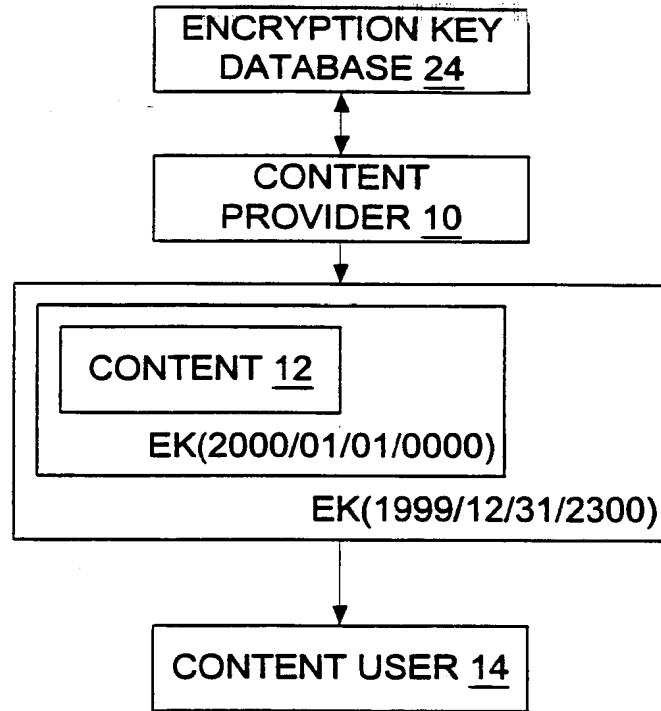 ENCRYPTION KEY
DATABASE 24
CONTENT
PROVIDER 10
CONTENT 12
EK(2000/01/01/0000)
EK(1999/12/31/2300)
CONTENT USER 14